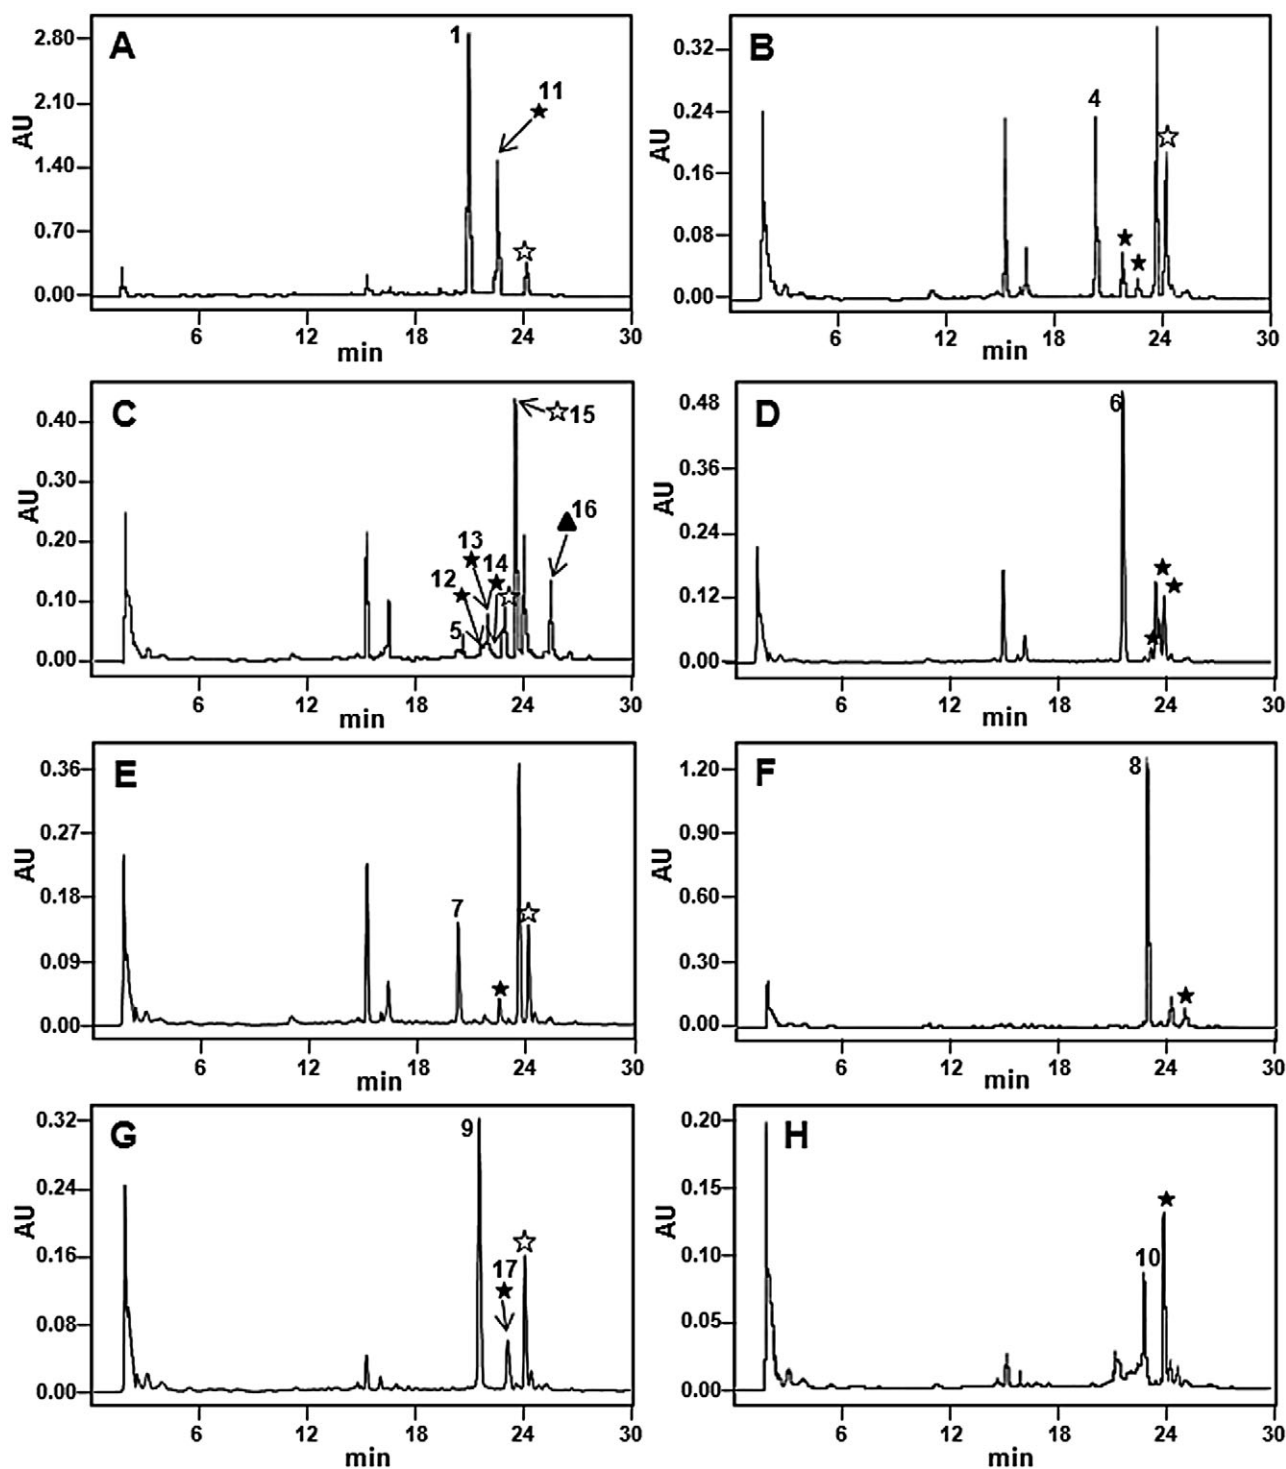 A
AU
2.80
2.10
1.40
0.70
0.00
1
★ 11
☆
6 12 18 24 30
min
B
AU
0.32
0.24
0.16
0.08
0.00
4
★
★
☆
6 12 18 24 30
min
C
AU
0.40
0.30
0.20
0.10
0.00
☆15
▲16
13
★
14
★
12
★
☆
5
6 12 18 24 30
min
D
AU
0.48
0.36
0.24
0.12
0.00
6
★
★
★
6 12 18 24 30
min
E
AU
0.36
0.27
0.18
0.09
0.00
7
★
☆
6 12 18 24 30
min
F
AU
1.20
0.90
0.60
0.30
0.00
8
★
6 12 18 24 30
min
G
AU
0.32
0.24
0.16
0.08
0.00
9
17
★
☆
6 12 18 24 30
min
H
AU
0.20
0.15
0.10
0.05
0.00
10
★
6 12 18 24 30
min